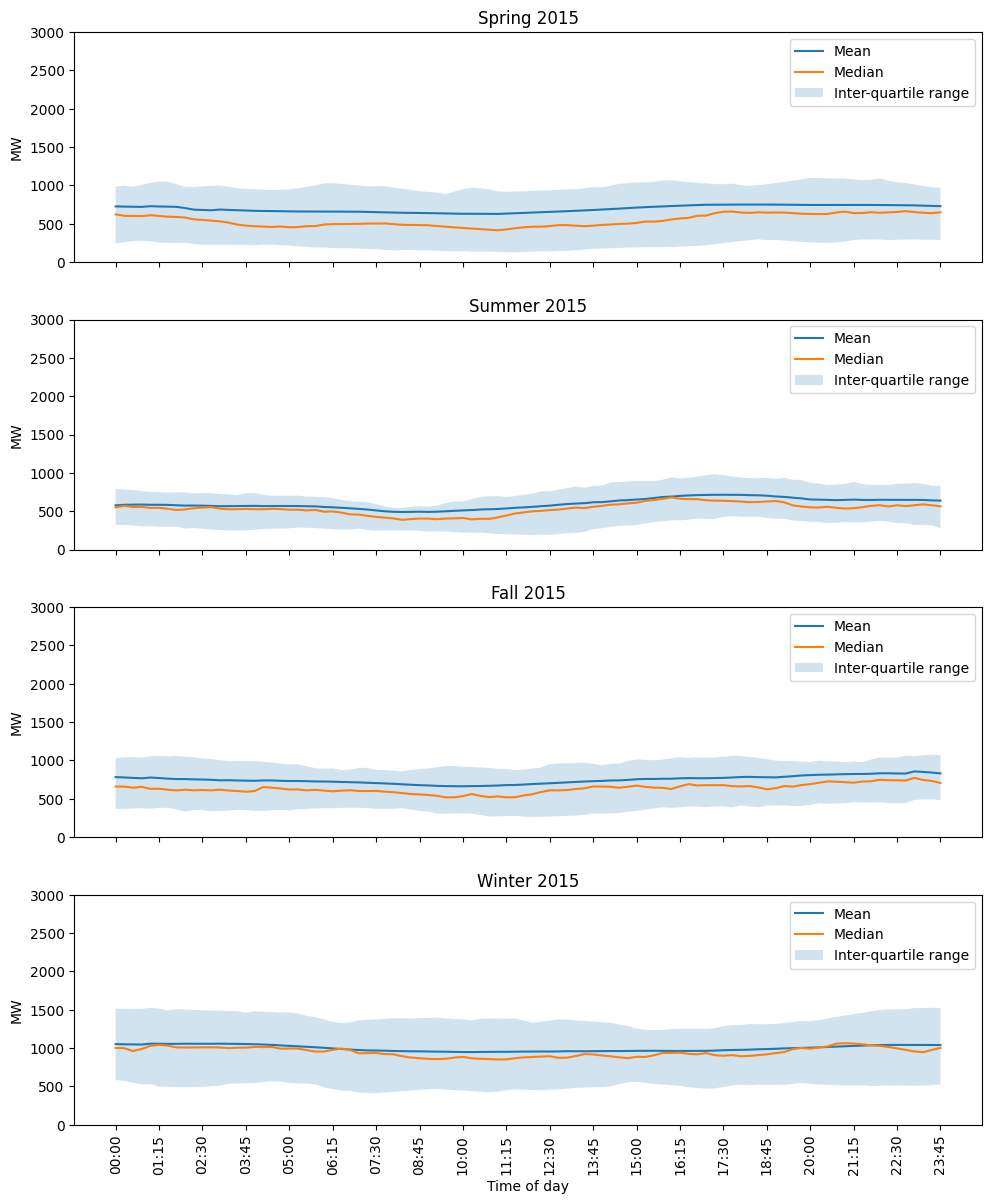 Spring 2015
3000
2500
2000
1500
1000
500
0
MW
Mean
Median
Inter-quartile range
Summer 2015
3000
2500
2000
1500
1000
500
0
MW
Mean
Median
Inter-quartile range
Fall 2015
3000
2500
2000
1500
1000
500
0
MW
Mean
Median
Inter-quartile range
Winter 2015
3000
2500
2000
1500
1000
500
0
MW
Mean
Median
Inter-quartile range
00:00
01:15
02:30
03:45
05:00
06:15
07:30
08:45
10:00
11:15
12:30
13:45
15:00
16:15
17:30
18:45
20:00
21:15
22:30
23:45
Time of day